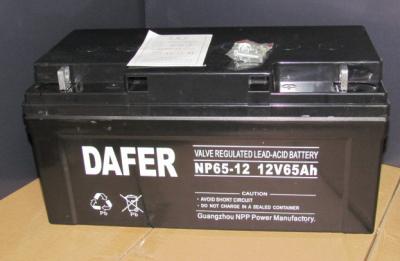 DAFER
VALVE REGULATED LEAD-ACID BATTERY
NP65-12 12V65Ah
Pb Pb
CAUTION
• AVOID SHORT CIRCUIT
• DO NOT CHARGE IN A SEALED CONTAINER
Guangzhou NPP Power Manufactory.